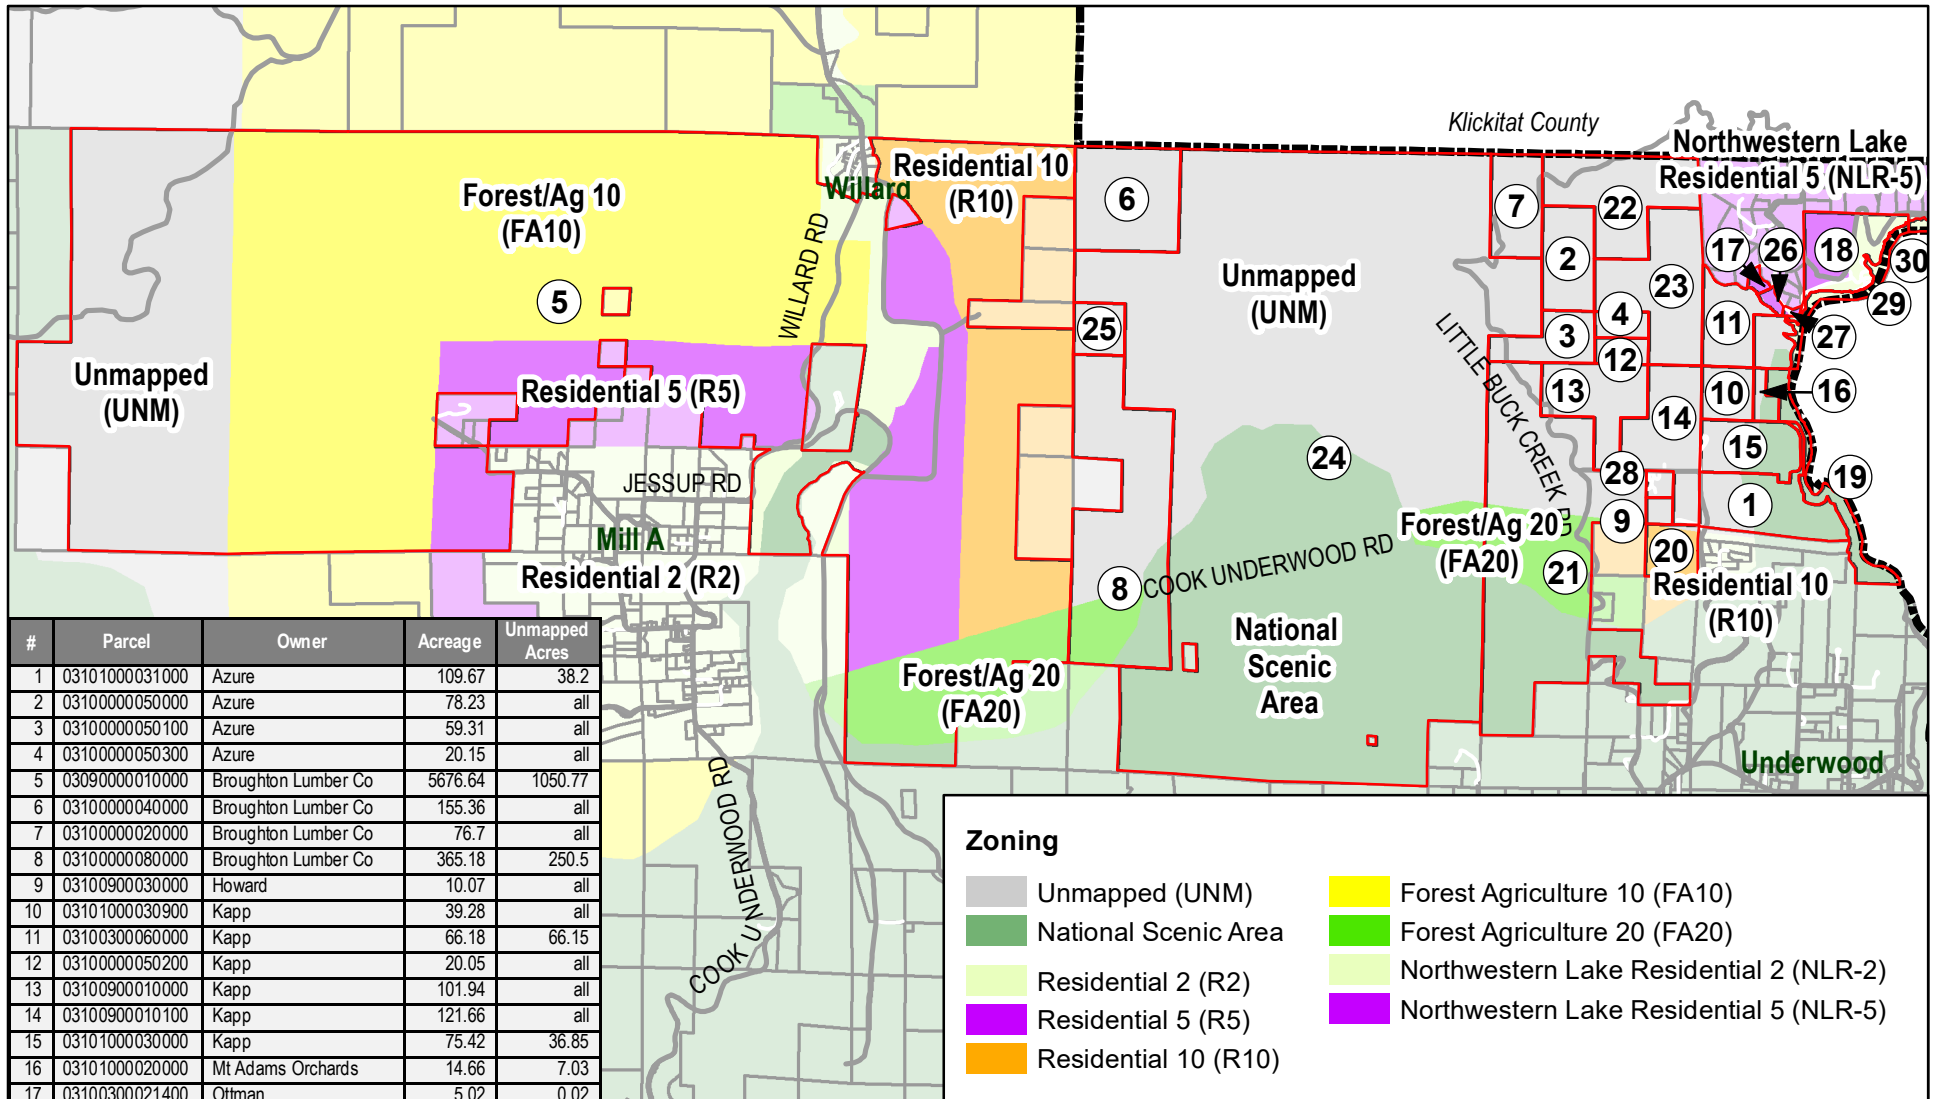 Klickitat County
Northwestern Lake
Residential 5 (NLR-5)
Residential 10
(R10)
Willard
Forest/Ag 10
(FA10)
6
7
22
17
26
18
30
2
Unmapped
(UNM)
23
29
5
WILLARD RD
25
4
11
27
3
LITTLE BUCK CREEK RD
12
Unmapped
(UNM)
Residential 5 (R5)
13
10
16
14
15
24
28
19
JESSUP RD
1
Mill A
Forest/Ag 20
(FA20)
9
20
21
Residential 2 (R2)
8
COOK UNDERWOOD RD
Residential 10
(R10)
National
Scenic
Area
Forest/Ag 20
(FA20)
Underwood
COOK UNDERWOOD RD
# Parcel Owner Acreage Unmapped Acres
1 03101000031000 Azure 109.67 38.2
2 03100000050000 Azure 78.23 all
3 03100000050100 Azure 59.31 all
4 03100000050300 Azure 20.15 all
5 03090000010000 Broughton Lumber Co 5676.64 1050.77
6 03100000040000 Broughton Lumber Co 155.36 all
7 03100000020000 Broughton Lumber Co 76.7 all
8 03100000080000 Broughton Lumber Co 365.18 250.5
9 03100900030000 Howard 10.07 all
10 03101000030900 Kapp 39.28 all
11 03100300060000 Kapp 66.18 66.15
12 03100000050200 Kapp 20.05 all
13 03100900010000 Kapp 101.94 all
14 03100900010100 Kapp 121.66 all
15 03101000030000 Kapp 75.42 36.85
16 03101000020000 Mt Adams Orchards 14.66 7.03
17 03100300021400 Ottman 5.02 0.02
Zoning
Unmapped (UNM)
National Scenic Area
Residential 2 (R2)
Residential 5 (R5)
Residential 10 (R10)
Forest Agriculture 10 (FA10)
Forest Agriculture 20 (FA20)
Northwestern Lake Residential 2 (NLR-2)
Northwestern Lake Residential 5 (NLR-5)